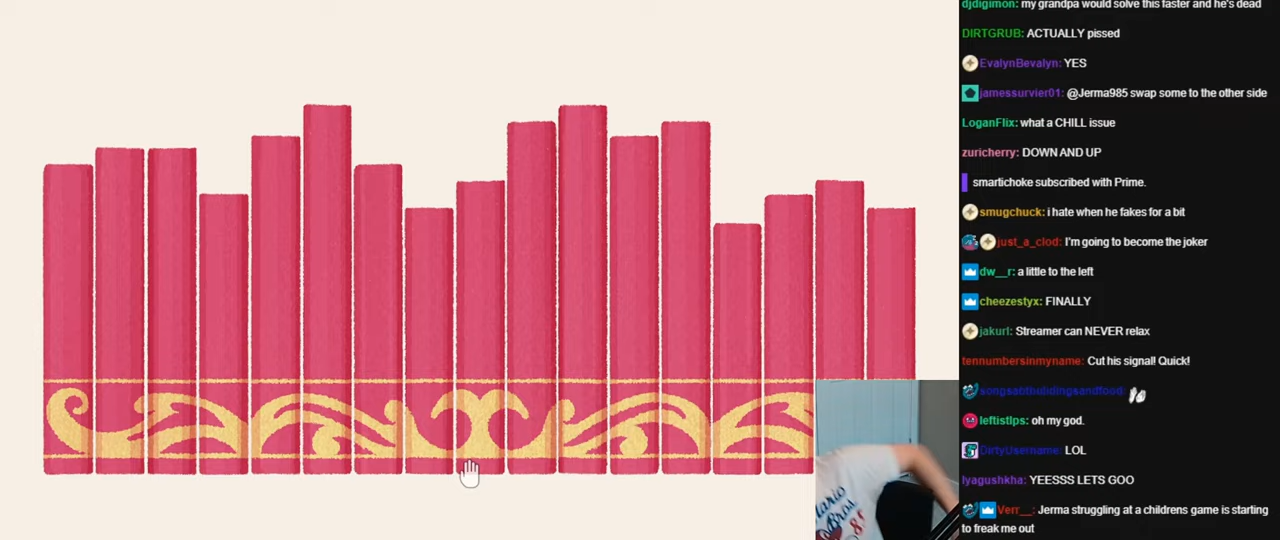 djdigimon: my grandpa would solve this faster and he's dead
DIRTGRUB: ACTUALLY pissed
EvalynBevalyn: YES
jamessurvier01: @Jerma985 swap some to the other side
LoganFlix: what a CHILL issue
zuricherry: DOWN AND UP
smartichoke subscribed with Prime.
smugchuck: i hate when he fakes for a bit
just_a_clod: I'm going to become the joker
dw__r: a little to the left
cheezestyx: FINALLY
jakurl: Streamer can NEVER relax
tennumbersinmyname: Cut his signal! Quick!
leftistlps: oh my god.
DirtyUsername: LOL
lyagushkha: YEESSS LETS GOO
Verr__: Jerma struggling at a childrens game is starting
to freak me out
Mario
Bros.